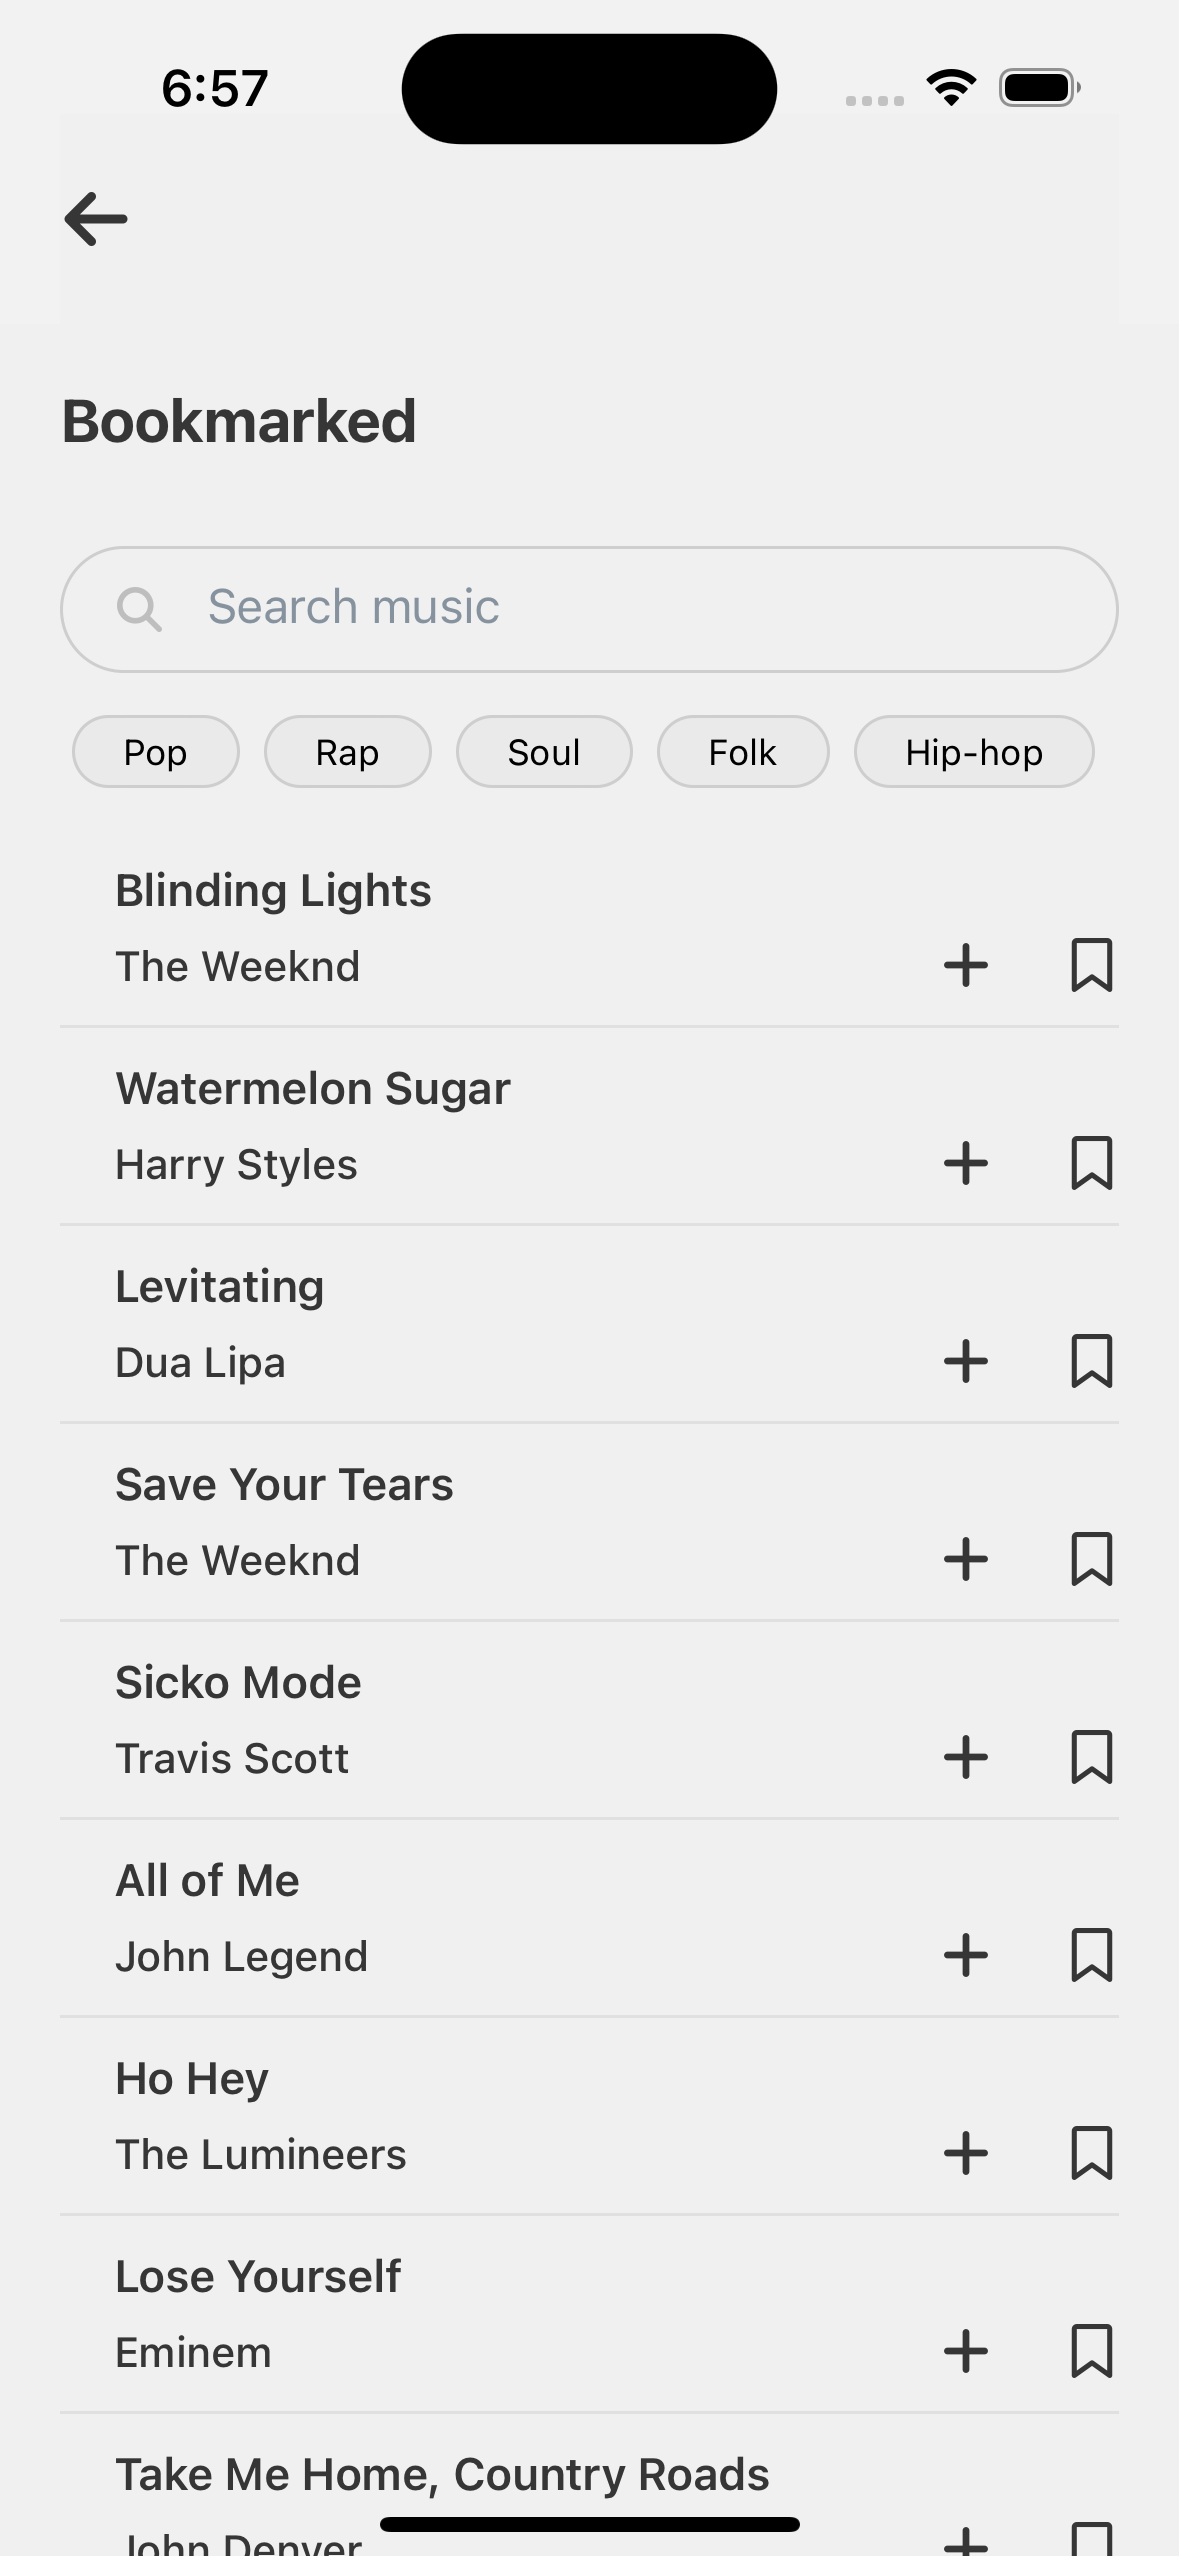 6:57
Bookmarked
Search music
Pop Rap Soul Folk Hip-hop
Blinding Lights
The Weeknd
Watermelon Sugar
Harry Styles
Levitating
Dua Lipa
Save Your Tears
The Weeknd
Sicko Mode
Travis Scott
All of Me
John Legend
Ho Hey
The Lumineers
Lose Yourself
Eminem
Take Me Home, Country Roads
John Denver